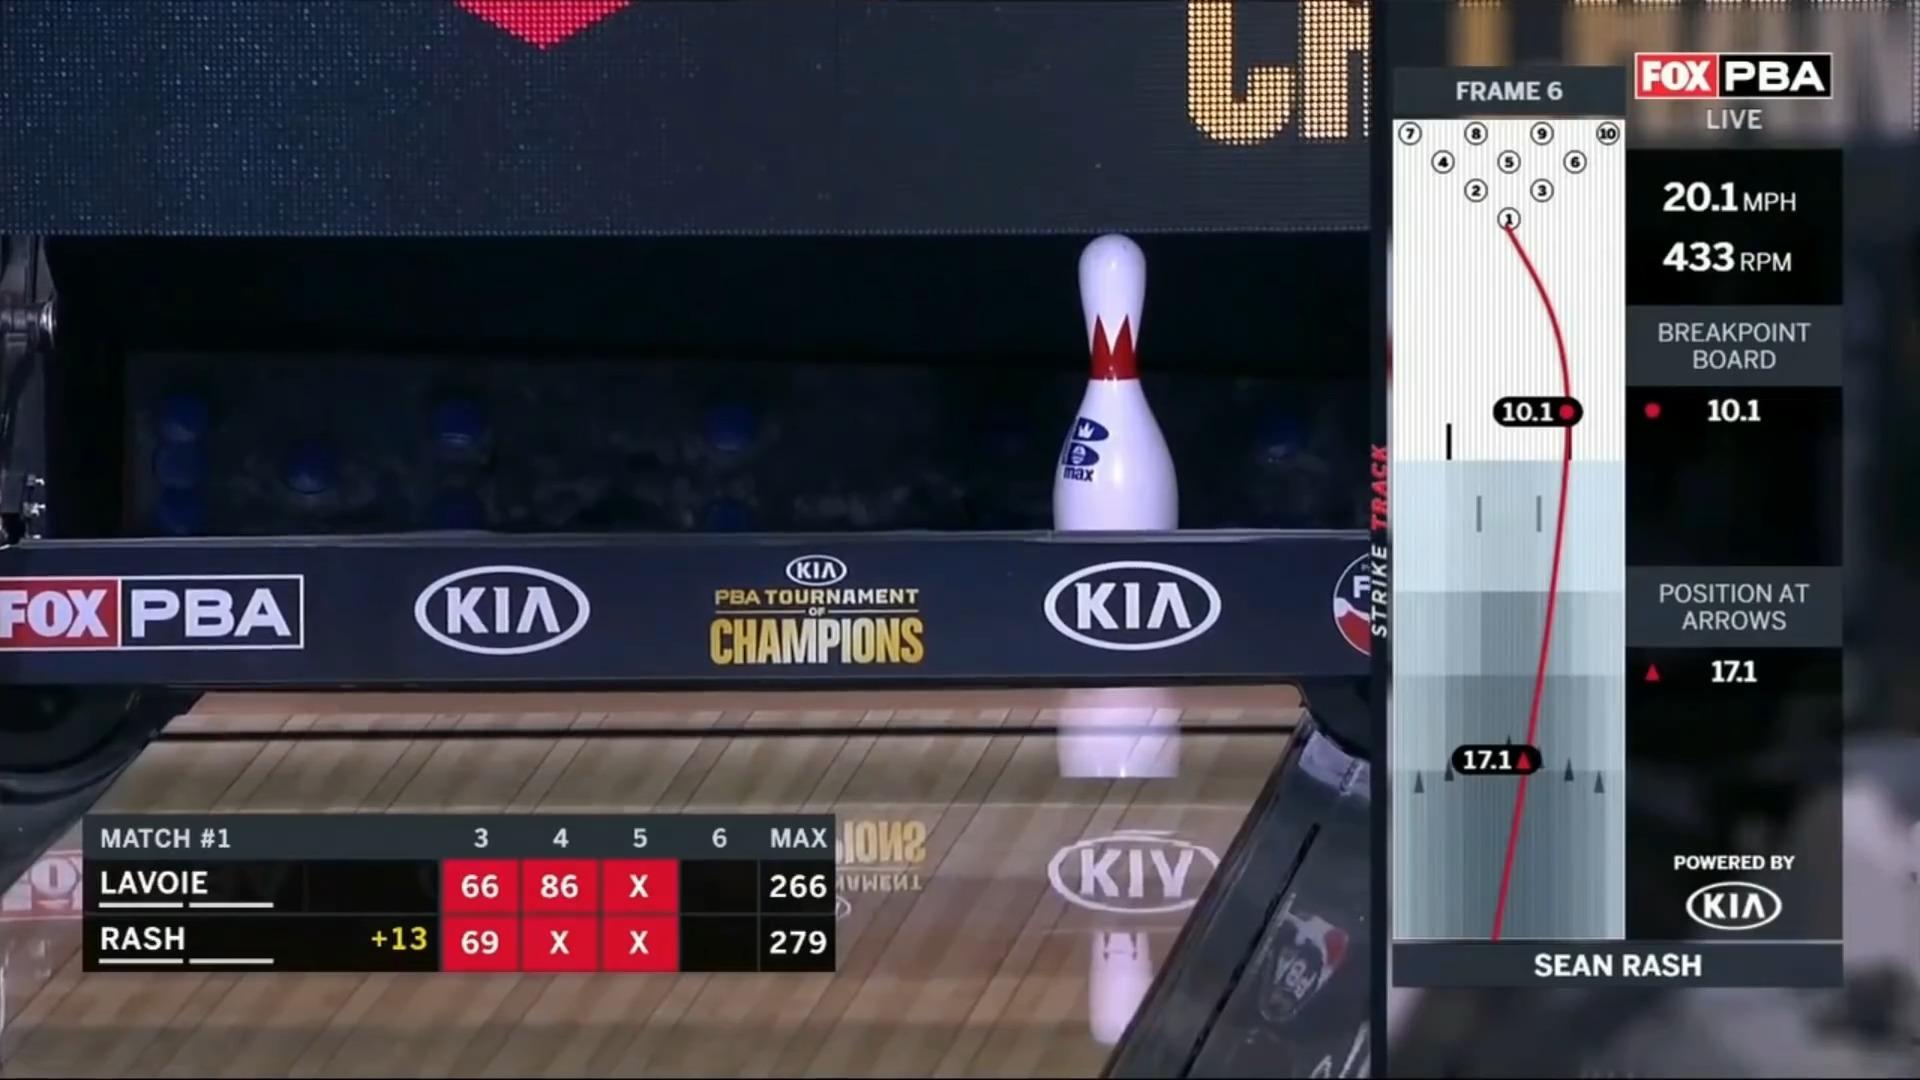 CH
FRAME 6
FOX PBA
LIVE
7 8 9 10
4 5 6
2 3
1
20.1 MPH
433 RPM
BREAKPOINT
BOARD
10.1
10.1
STRIKE TRACK
max
FOX PBA
KIA
KIA
PBA TOURNAMENT
OF
CHAMPIONS
KIA
POSITION AT
ARROWS
17.1
17.1
MATCH #1 3 4 5 6 MAX
LAVOIE 66 86 X 266
RASH +13 69 X X 279
POWERED BY
KIA
SEAN RASH